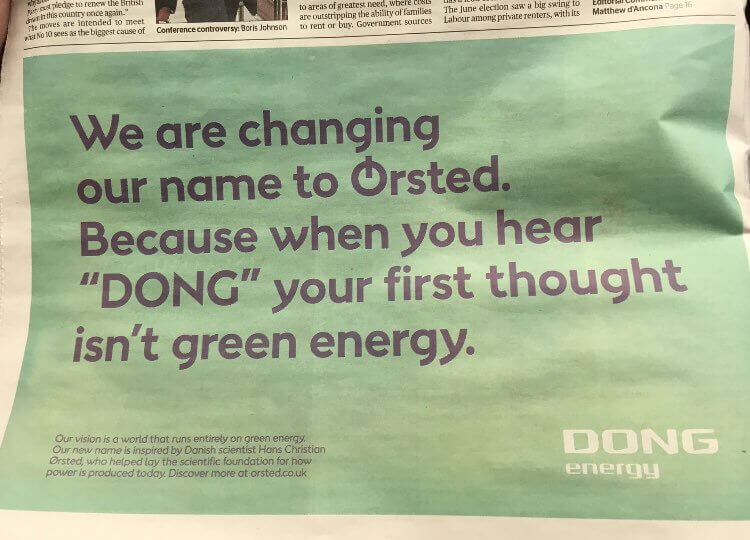 must pledge to renew the British
dream in this country once again."
The moves are intended to meet
what No 10 sees as the biggest cause of
Conference controversy: Boris Johnson
to areas of greatest need, where costs
are outstripping the ability of families
to rent or buy. Government sources
The June election saw a big swing to
Labour among private renters, with its
Matthew d'Ancona Page 16
We are changing
our name to Ørsted.
Because when you hear
"DONG" your first thought
isn't green energy.
Our vision is a world that runs entirely on green energy.
Our new name is inspired by Danish scientist Hans Christian
Ørsted, who helped lay the scientific foundation for how
power is produced today. Discover more at orsted.co.uk
DONG
energy